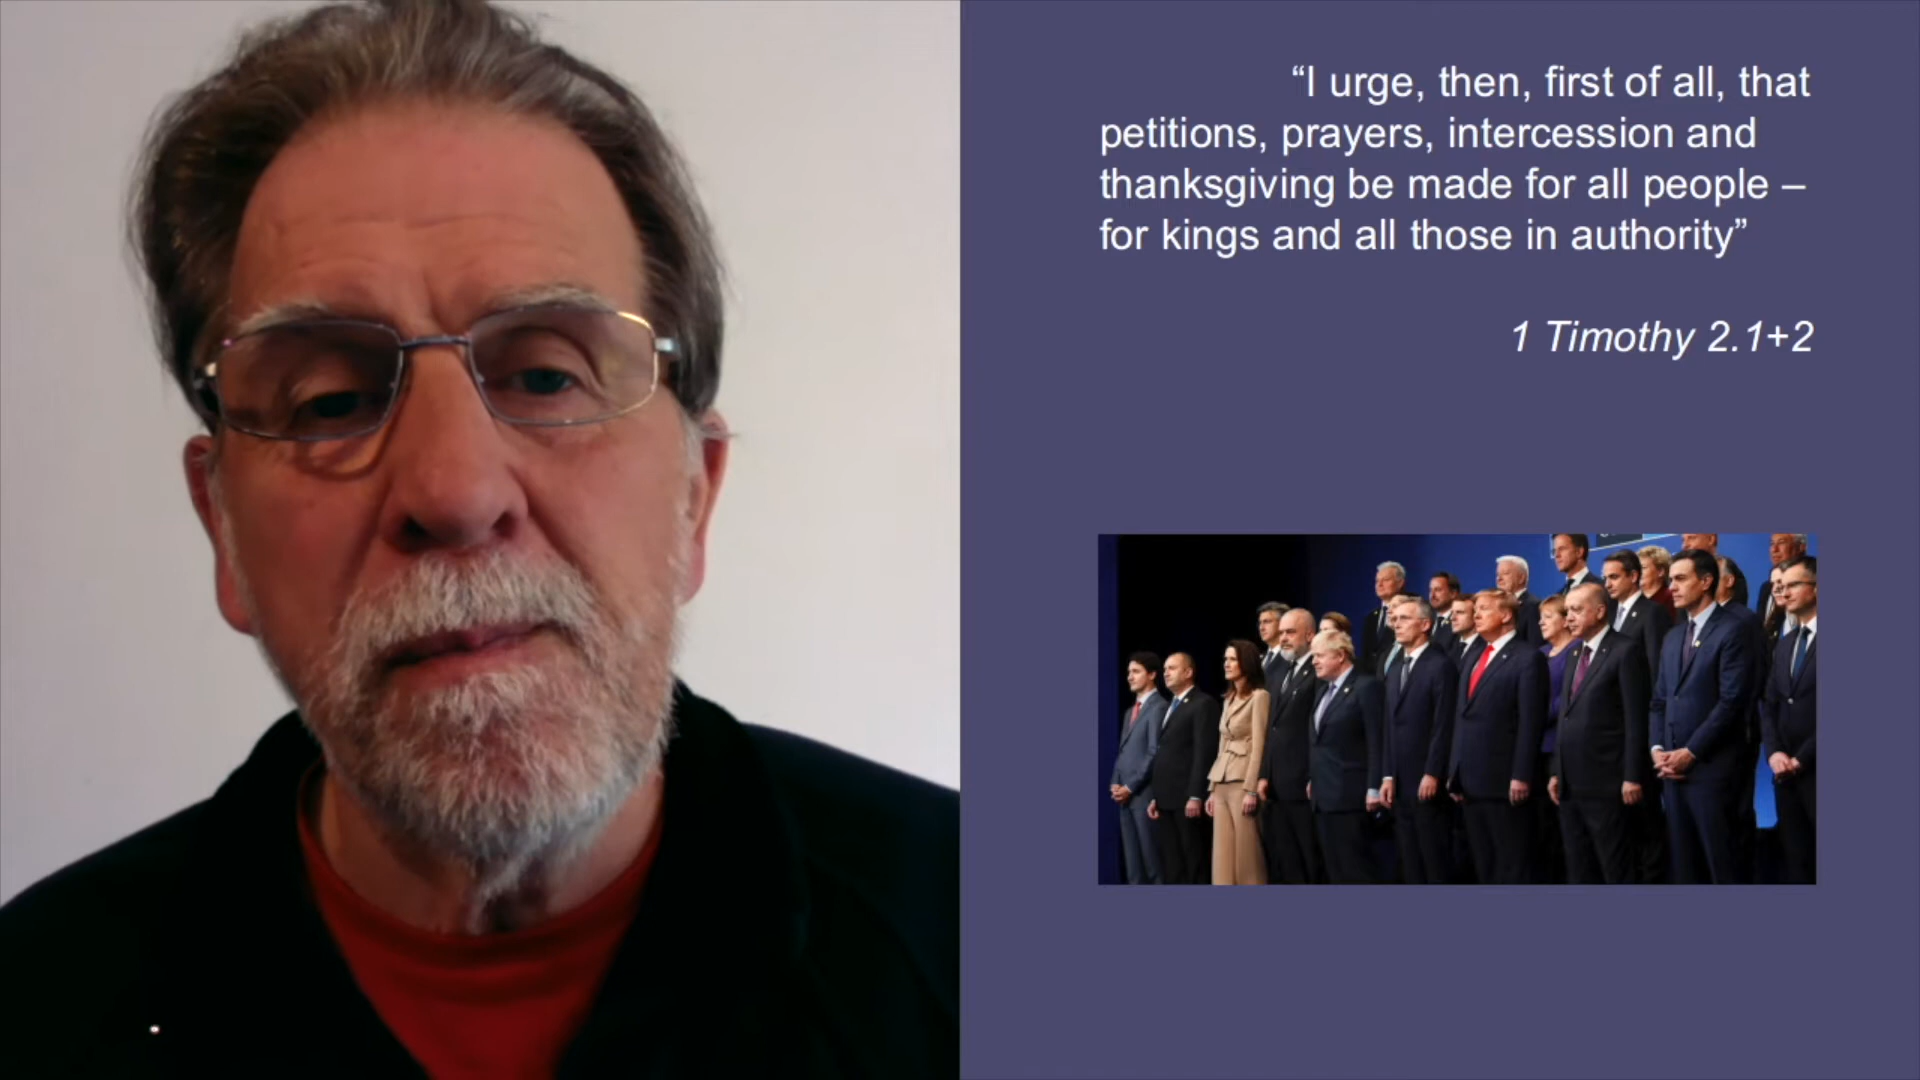 “I urge, then, first of all, that
petitions, prayers, intercession and
thanksgiving be made for all people –
for kings and all those in authority”
1 Timothy 2.1+2